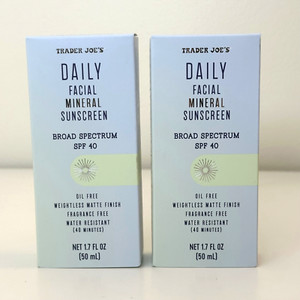 TRADER JOE'S
DAILY
FACIAL
MINERAL
SUNSCREEN
BROAD SPECTRUM
SPF 40
OIL FREE
WEIGHTLESS MATTE FINISH
FRAGRANCE FREE
WATER RESISTANT
(40 MINUTES)
NET 1.7 FL OZ
(50 mL)
TRADER JOE'S
DAILY
FACIAL
MINERAL
SUNSCREEN
BROAD SPECTRUM
SPF 40
OIL FREE
WEIGHTLESS MATTE FINISH
FRAGRANCE FREE
WATER RESISTANT
(40 MINUTES)
NET 1.7 FL OZ
(50 mL)